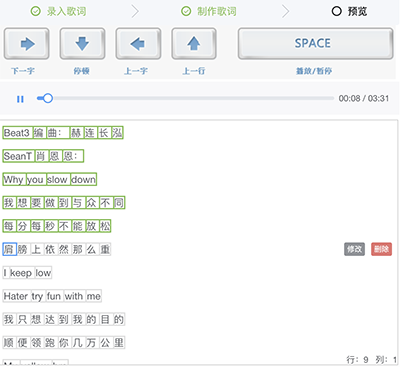 录入歌词 制作歌词 预览
SPACE
下一字 停顿 上一字 上一行 播放/暂停
00:08 / 03:31
Beat3 编 曲: 赫 连 长 泓
SeanT 肖 恩 恩:
Why you slow down
我 想 要 做 到 与 众 不 同
每 分 每 秒 不 能 放 松
肩 膀 上 依 然 那 么 重 修改 删除
I keep low
Hater try fun with me
我 只 想 达 到 我 的 目 的
顺 便 领 跑 你 几 万 公 里
行: 9 列: 1